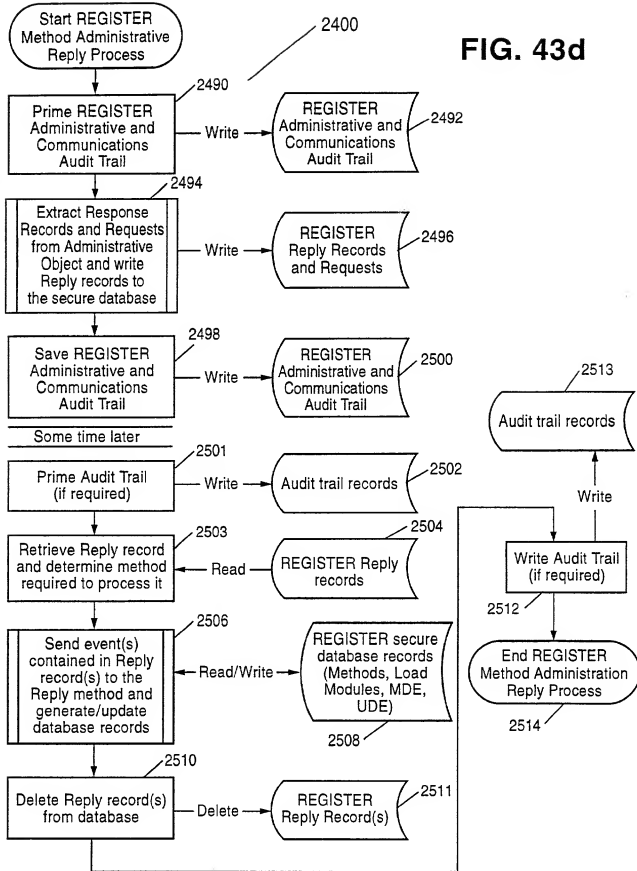 Start REGISTER
Method Administrative
Reply Process
2400
FIG. 43d
2490
Prime REGISTER
Administrative and
Communications
Audit Trail
Write
REGISTER
Administrative and
Communications
Audit Trail
2492
2494
Extract Response
Records and Requests
from Administrative
Object and write
Reply records to
the secure database
Write
REGISTER
Reply Records
and Requests
2496
2498
Save REGISTER
Administrative and
Communications
Audit Trail
Write
REGISTER
Administrative and
Communications
Audit Trail
2500
Some time later
2501
Prime Audit Trail
(if required)
Write
Audit trail records
2502
2503
Retrieve Reply record
and determine method
required to process it
Read
REGISTER Reply
records
2504
2506
Send event(s)
contained in Reply
record(s) to the
Reply method and
generate/update
database records
Read/Write
REGISTER secure
database records
(Methods, Load
Modules, MDE,
UDE)
2508
2510
Delete Reply record(s)
from database
Delete
REGISTER
Reply Record(s)
2511
2513
Audit trail records
Write
Write Audit Trail
(if required)
2512
End REGISTER
Method Administration
Reply Process
2514